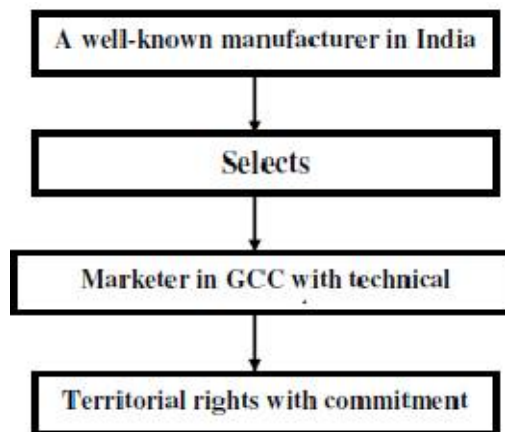 A well-known manufacturer in India
Selects
Marketer in GCC with technical
Territorial rights with commitment